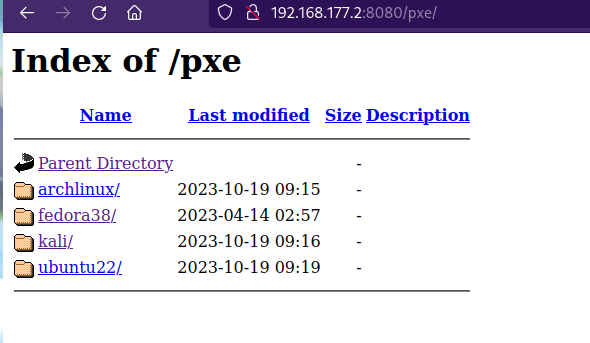 192.168.177.2:8080/pxe/
Index of /pxe
Name Last modified Size Description
Parent Directory -
archlinux/ 2023-10-19 09:15 -
fedora38/ 2023-04-14 02:57 -
kali/ 2023-10-19 09:16 -
ubuntu22/ 2023-10-19 09:19 -